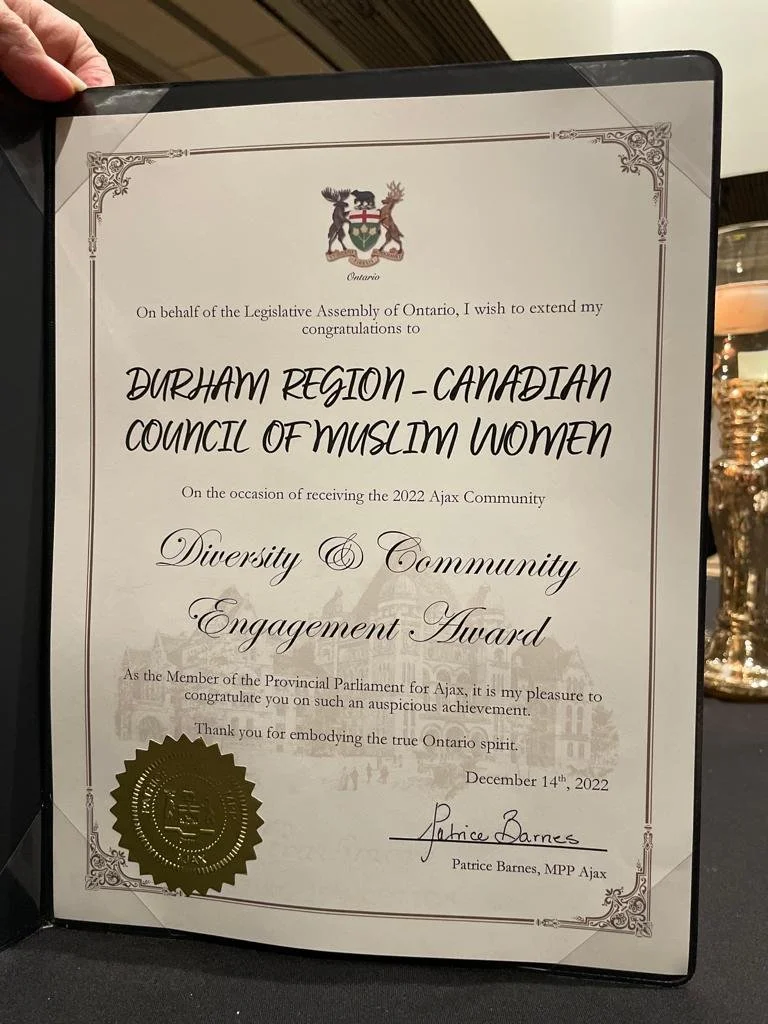 Ontario
On behalf of the Legislative Assembly of Ontario, I wish to extend my
congratulations to
DURHAM REGION - CANADIAN
COUNCIL OF MUSLIM WOMEN
On the occasion of receiving the 2022 Ajax Community
Diversity & Community
Engagement Award
As the Member of the Provincial Parliament for Ajax, it is my pleasure to
congratulate you on such an auspicious achievement.
Thank you for embodying the true Ontario spirit.
December 14th, 2022
Patrice Barnes
Patrice Barnes, MPP Ajax
AJAX